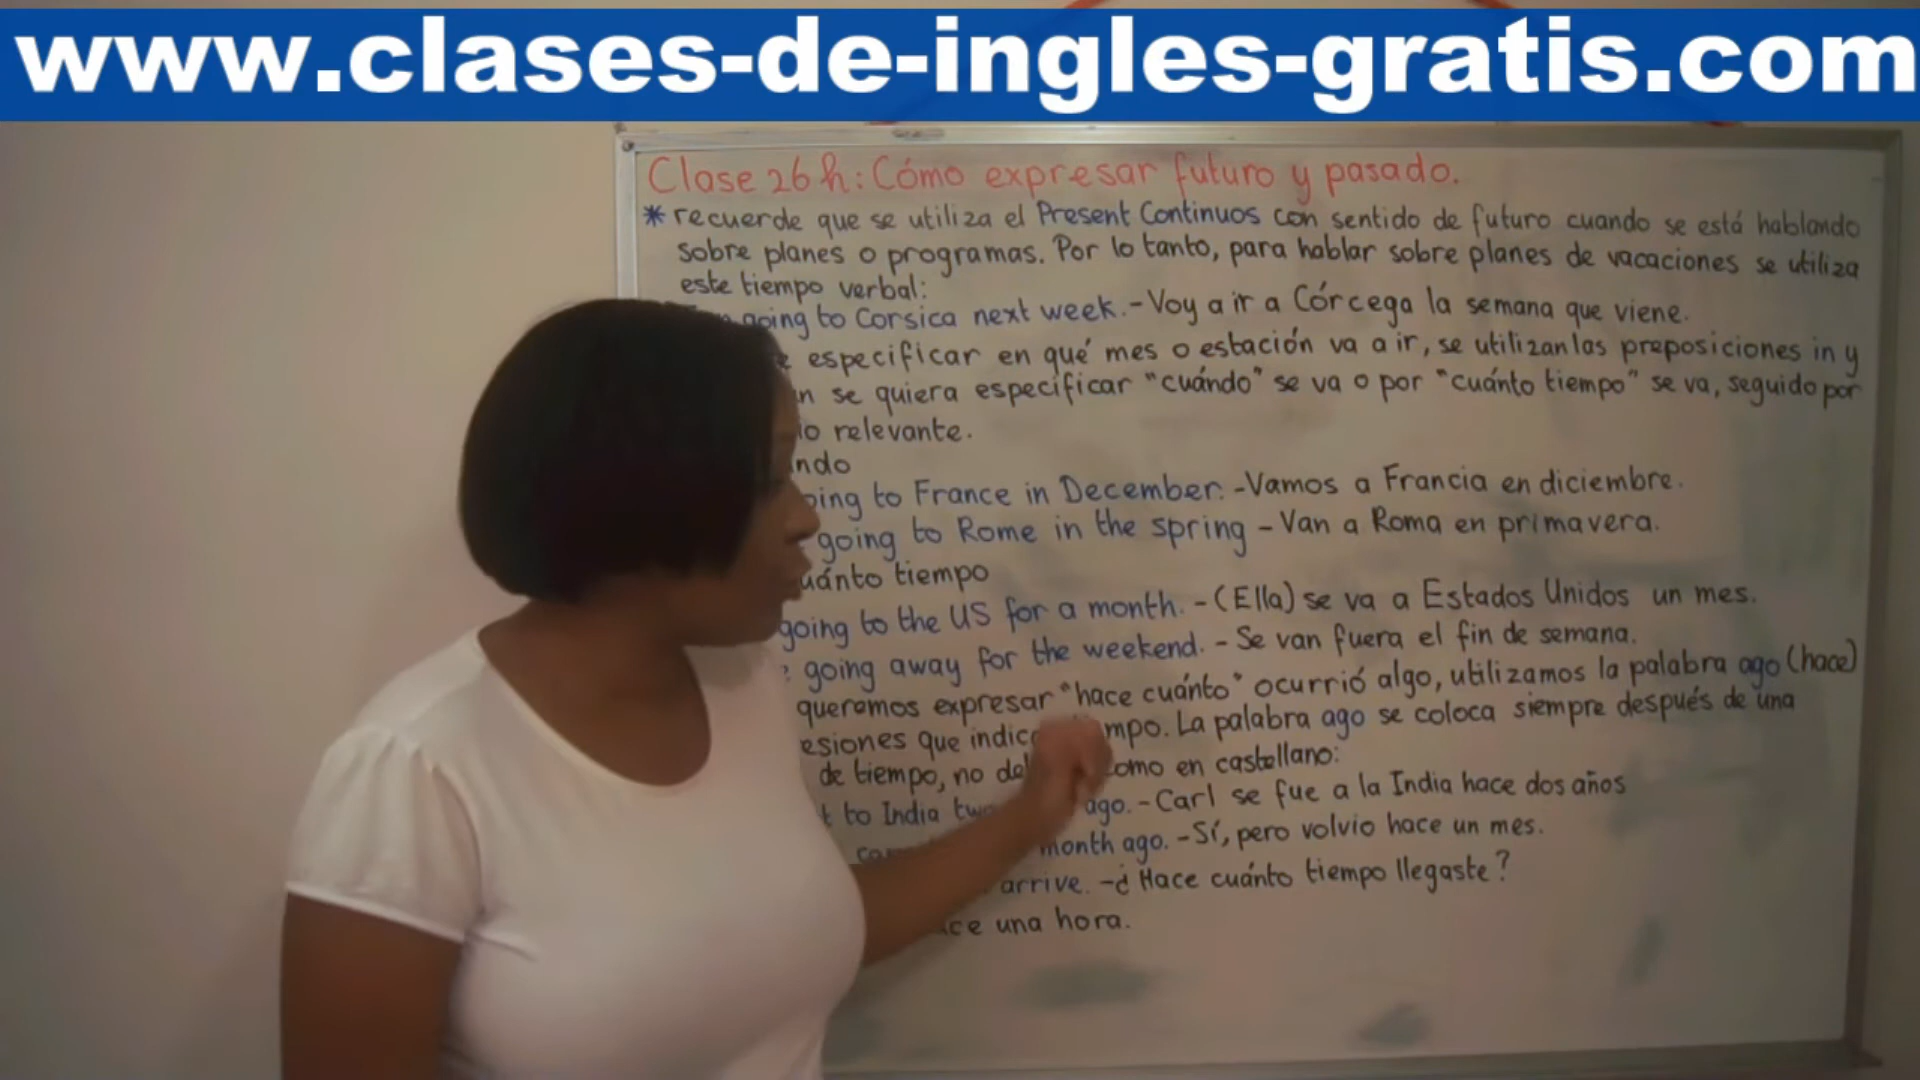 www.clases-de-ingles-gratis.com
Clase 26h: Cómo expresar futuro y pasado.
* recuerde que se utiliza el Present Continuos con sentido de futuro cuando se está hablando
sobre planes o programas. Por lo tanto, para hablar sobre planes de vacaciones se utiliza
este tiempo verbal:
going to Corsica next week. - Voy a ir a Córcega la semana que viene.
especificar en qué mes o estación va a ir, se utilizan las preposiciones in y
se quiera especificar "cuándo" se va o por "cuánto tiempo" se va, seguido por
relevante.
ndo
oing to France in December. - Vamos a Francia en diciembre.
going to Rome in the spring - Van a Roma en primavera.
uánto tiempo
going to the US for a month. - (Ella) se va a Estados Unidos un mes.
going away for the weekend. - Se van fuera el fin de semana.
queremos expresar "hace cuánto" ocurrió algo, utilizamos la palabra ago (hace)
esiones que indica mpo. La palabra ago se coloca siempre después de una
de tiempo, no del como en castellano:
t to India two ago. - Carl se fue a la India hace dos años
month ago. - Sí, pero volvio hace un mes.
arrive. - ¿Hace cuánto tiempo llegaste?
ce una hora.